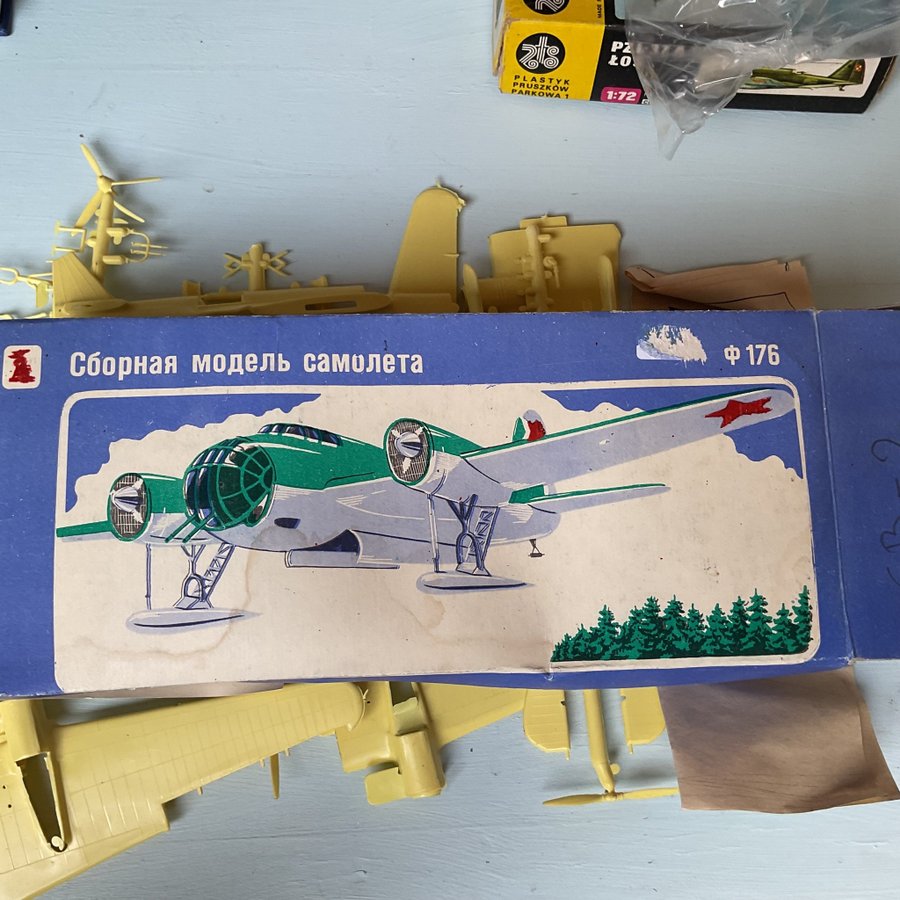 PLASTYK
PRUSZKÓW
PARKOWA 1
1:72
Сборная модель самолета
Ф 176